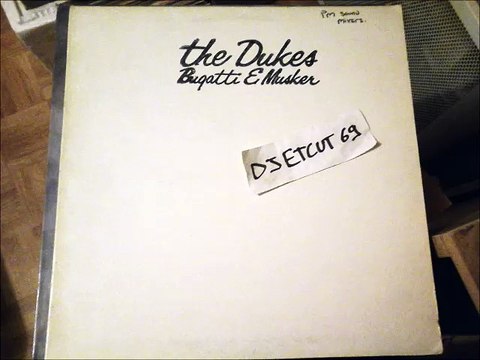 the Dukes
Bugatti & Musker
DJ ETCUT 69